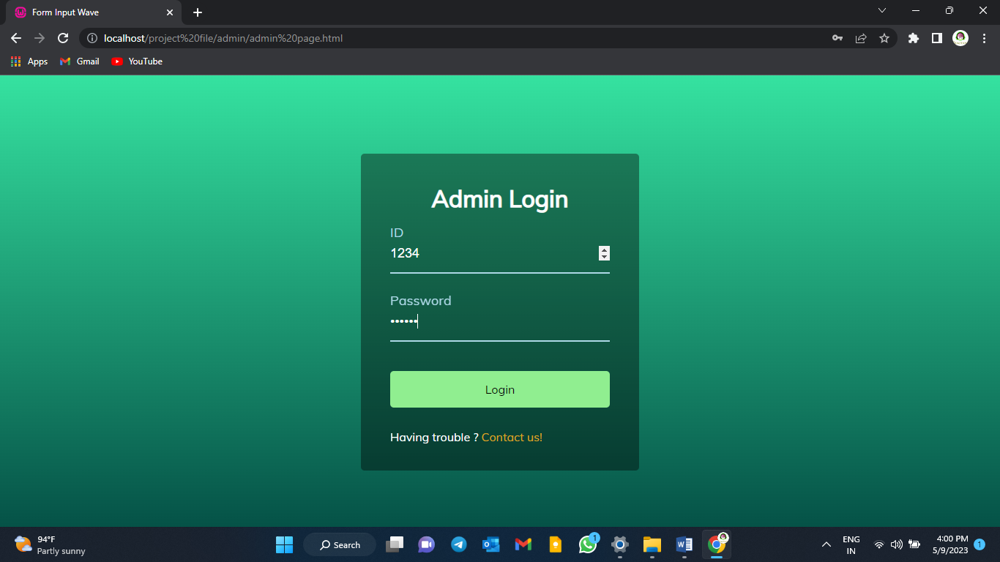 Form Input Wave
localhost/project%20file/admin/admin%20page.html
Apps Gmail YouTube
Admin Login
ID
1234
Password
••••••
Login
Having trouble ? Contact us!
94°F
Partly sunny
Search
1
ENG
IN
4:00 PM
5/9/2023
1